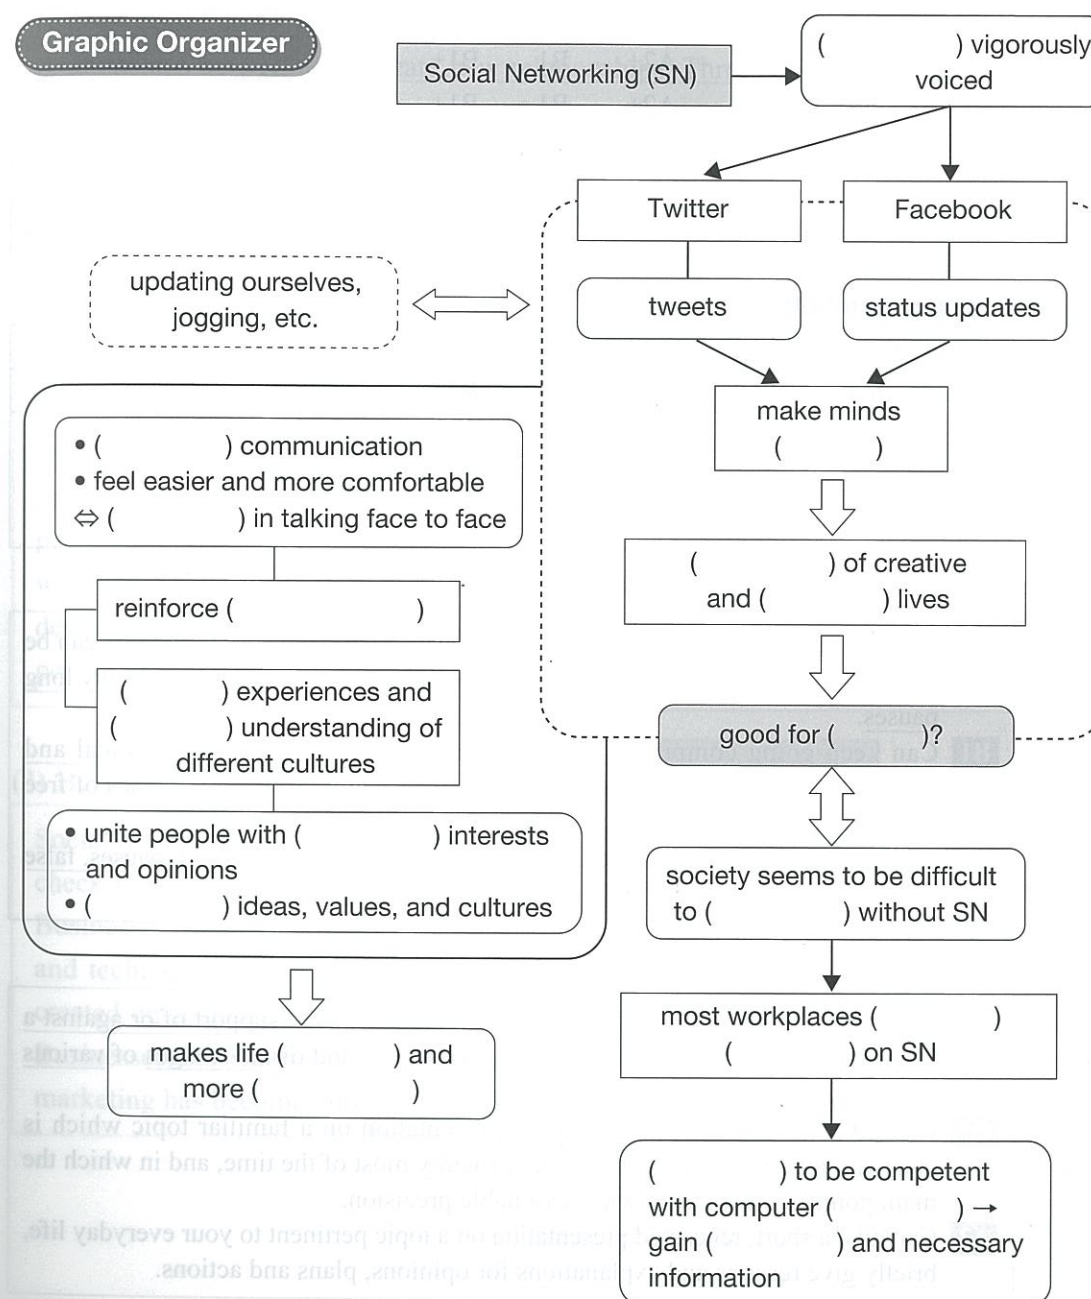 Graphic Organizer
Social Networking (SN)
( ) vigorously
voiced
Twitter
Facebook
updating ourselves,
jogging, etc.
tweets
status updates
make minds
( )
• ( ) communication
• feel easier and more comfortable
⇔ ( ) in talking face to face
( ) of creative
and ( ) lives
reinforce ( )
( ) experiences and
( ) understanding of
different cultures
good for ( )?
• unite people with ( ) interests
and opinions
• ( ) ideas, values, and cultures
society seems to be difficult
to ( ) without SN
most workplaces ( )
( ) on SN
makes life ( ) and
more ( )
( ) to be competent
with computer ( ) →
gain ( ) and necessary
information